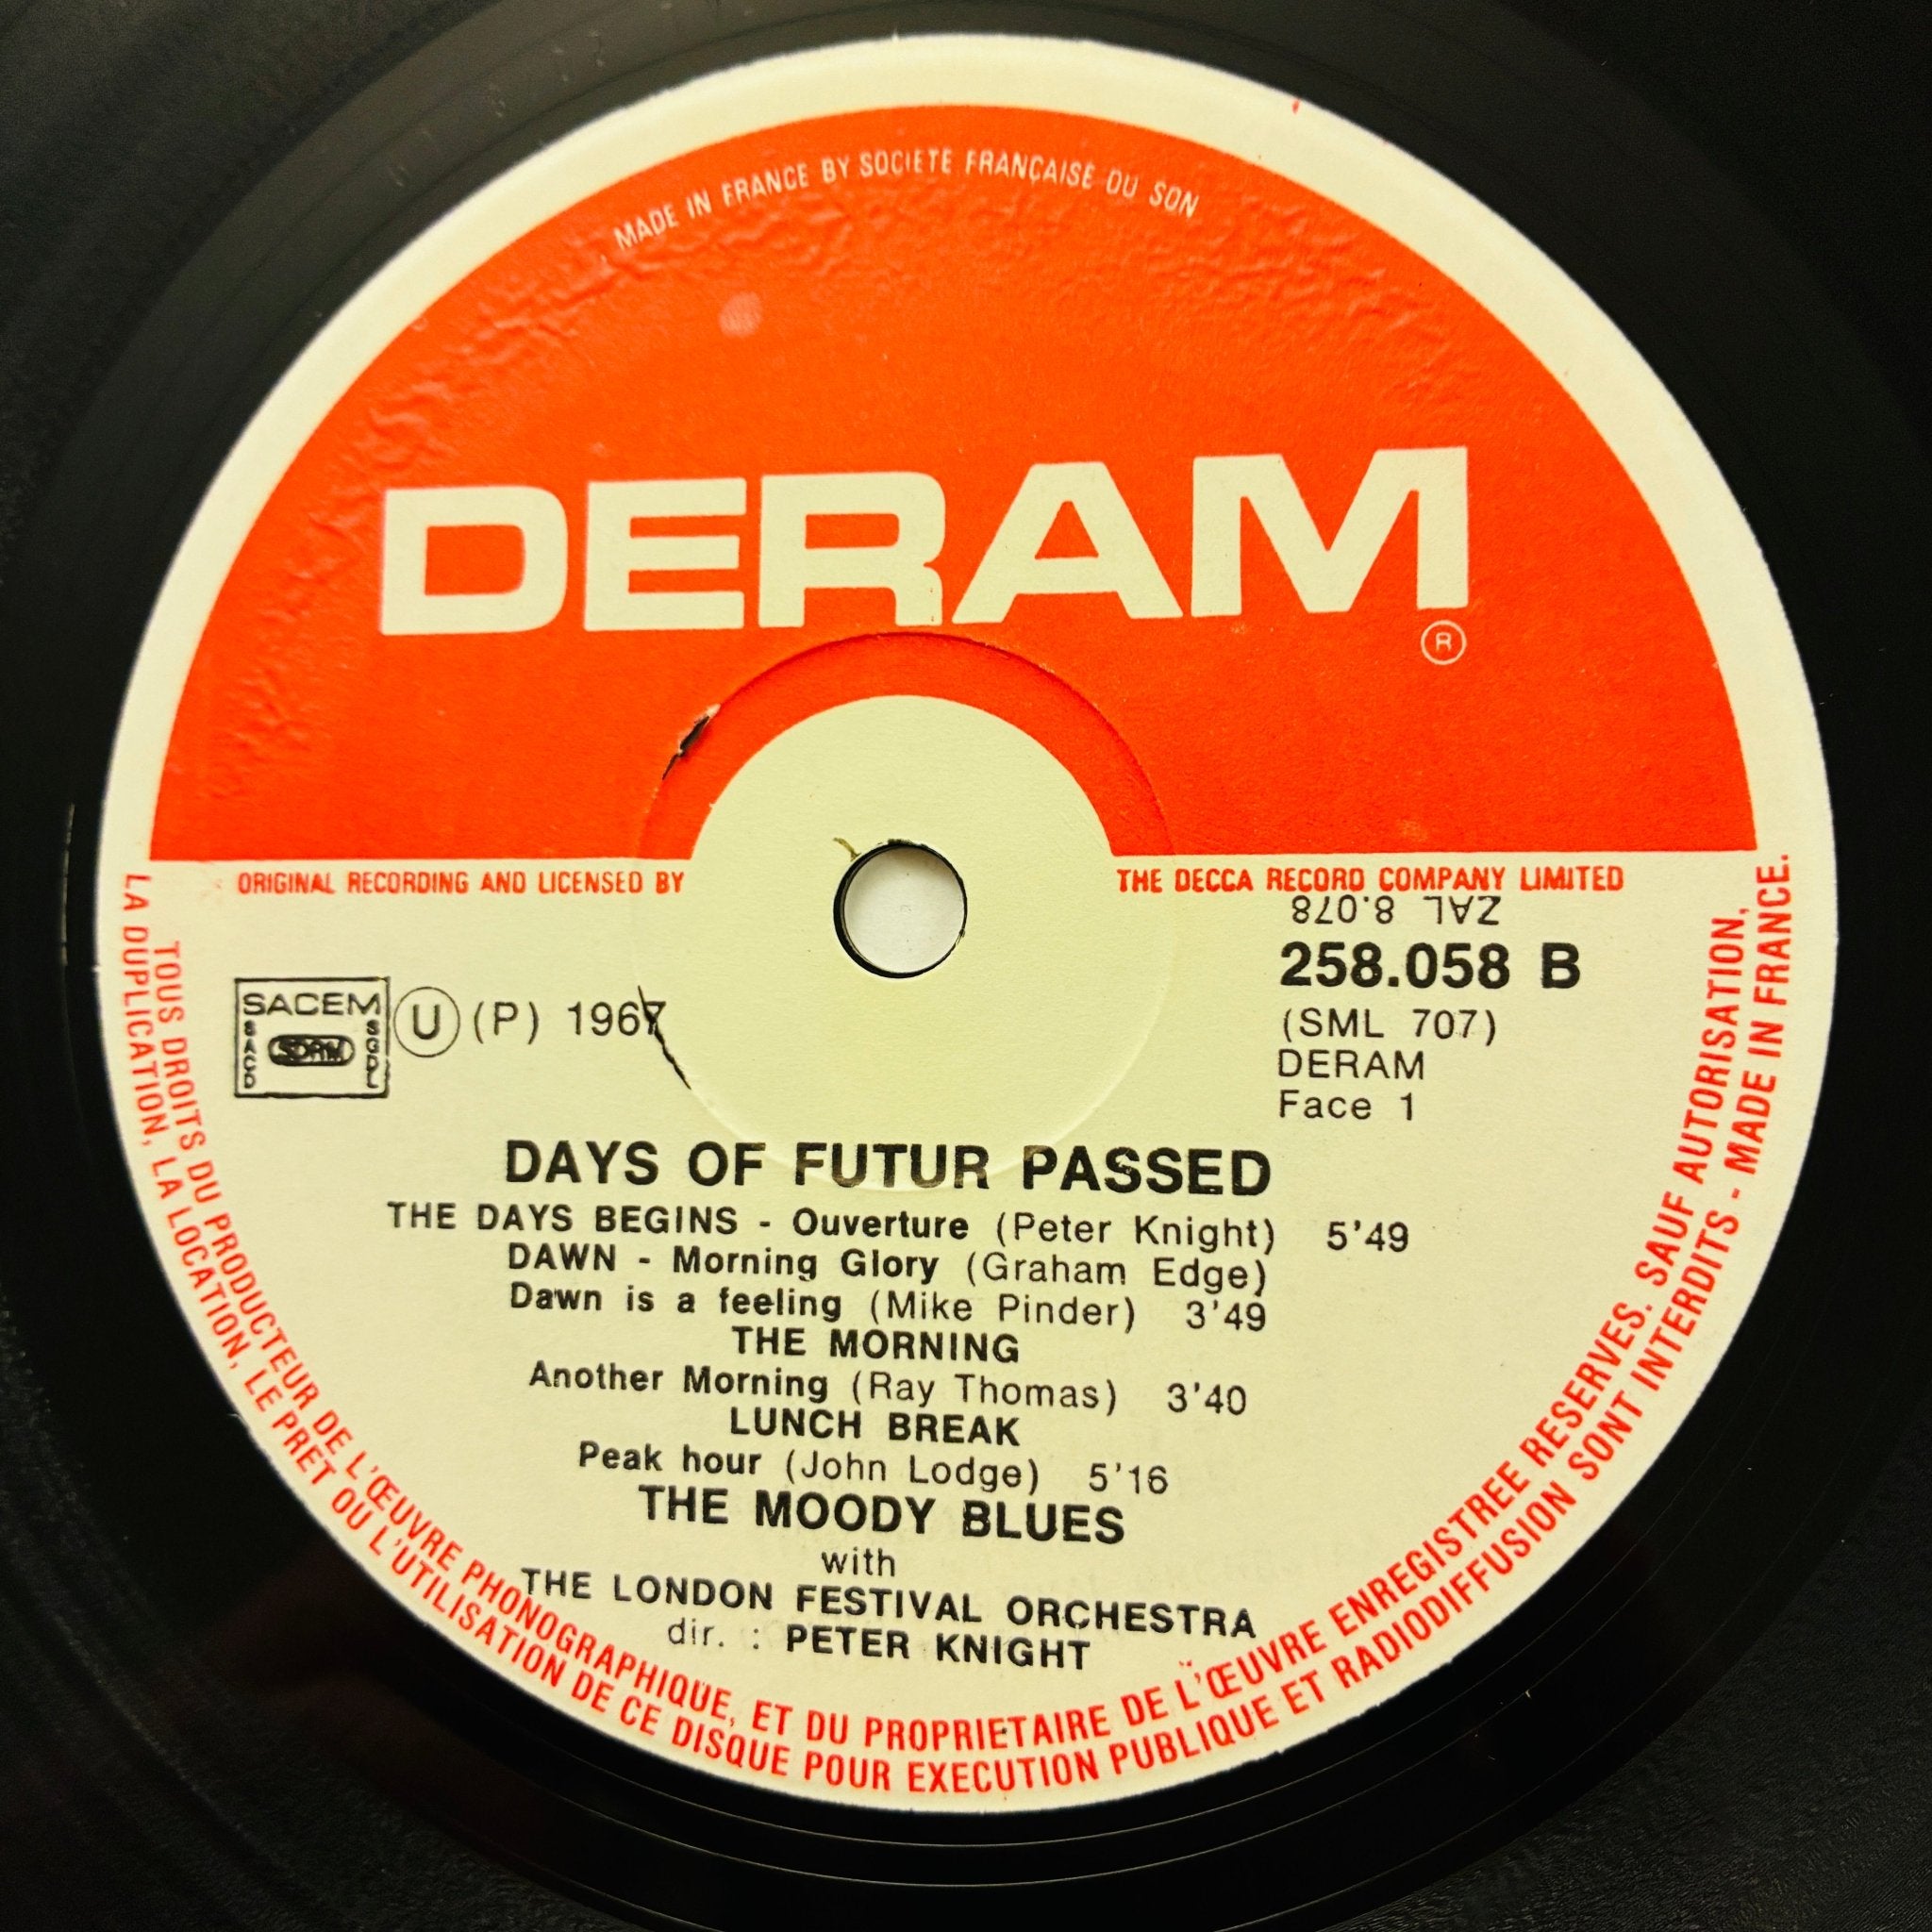 MADE IN FRANCE BY SOCIETE FRANÇAISE DU SON
DERAM
®
ORIGINAL RECORDING AND LICENSED BY THE DECCA RECORD COMPANY LIMITED
ZAL 8.078
258.058 B
(SML 707)
DERAM
Face 1
SACEM
SACD
SDRM
SGDL
U (P) 1967
DAYS OF FUTUR PASSED
THE DAYS BEGINS - Ouverture (Peter Knight) 5'49
DAWN - Morning Glory (Graham Edge)
Dawn is a feeling (Mike Pinder) 3'49
THE MORNING
Another Morning (Ray Thomas) 3'40
LUNCH BREAK
Peak hour (John Lodge) 5'16
THE MOODY BLUES
with
THE LONDON FESTIVAL ORCHESTRA
dir. : PETER KNIGHT
TOUS DROITS DU PRODUCTEUR DE L'ŒUVRE PHONOGRAPHIQUE, ET DU PROPRIETAIRE DE L'ŒUVRE ENREGISTREE RESERVES. SAUF AUTORISATION,
LA DUPLICATION, LA LOCATION, LE PRET OU L'UTILISATION DE CE DISQUE POUR EXECUTION PUBLIQUE ET RADIODIFFUSION SONT INTERDITS - MADE IN FRANCE.